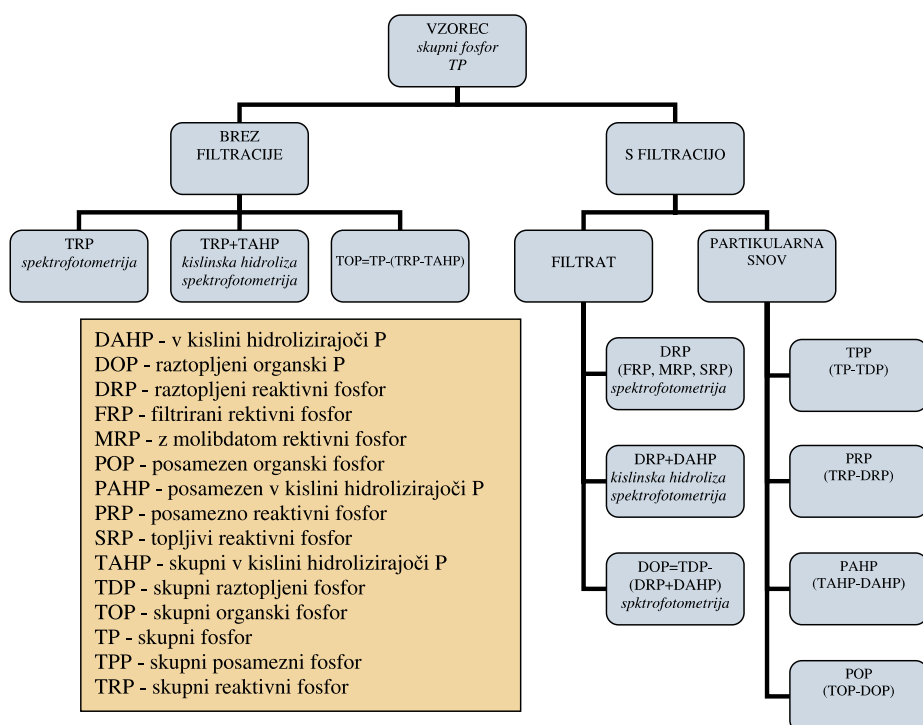 VZOREC
skupni fosfor
TP
BREZ
FILTRACIJE
S FILTRACIJO
TRP
spektrofotometrija
TRP+TAHP
kislinska hidroliza
spektrofotometrija
TOP=TP-(TRP-TAHP)
FILTRAT
PARTIKULARNA
SNOV
DRP
(FRP, MRP, SRP)
spektrofotometrija
DRP+DAHP
kislinska hidroliza
spektrofotometrija
DOP=TDP-
(DRP+DAHP)
spktrofotometrija
TPP
(TP-TDP)
PRP
(TRP-DRP)
PAHP
(TAHP-DAHP)
POP
(TOP-DOP)
DAHP - v kislini hidrolizirajoči P
DOP - raztopljeni organski P
DRP - raztopljeni reaktivni fosfor
FRP - filtrirani rektivni fosfor
MRP - z molibdatom rektivni fosfor
POP - posamezen organski fosfor
PAHP - posamezen v kislini hidrolizirajoči P
PRP - posamezno reaktivni fosfor
SRP - topljivi reaktivni fosfor
TAHP - skupni v kislini hidrolizirajoči P
TDP - skupni raztopljeni fosfor
TOP - skupni organski fosfor
TP - skupni fosfor
TPP - skupni posamezni fosfor
TRP - skupni reaktivni fosfor